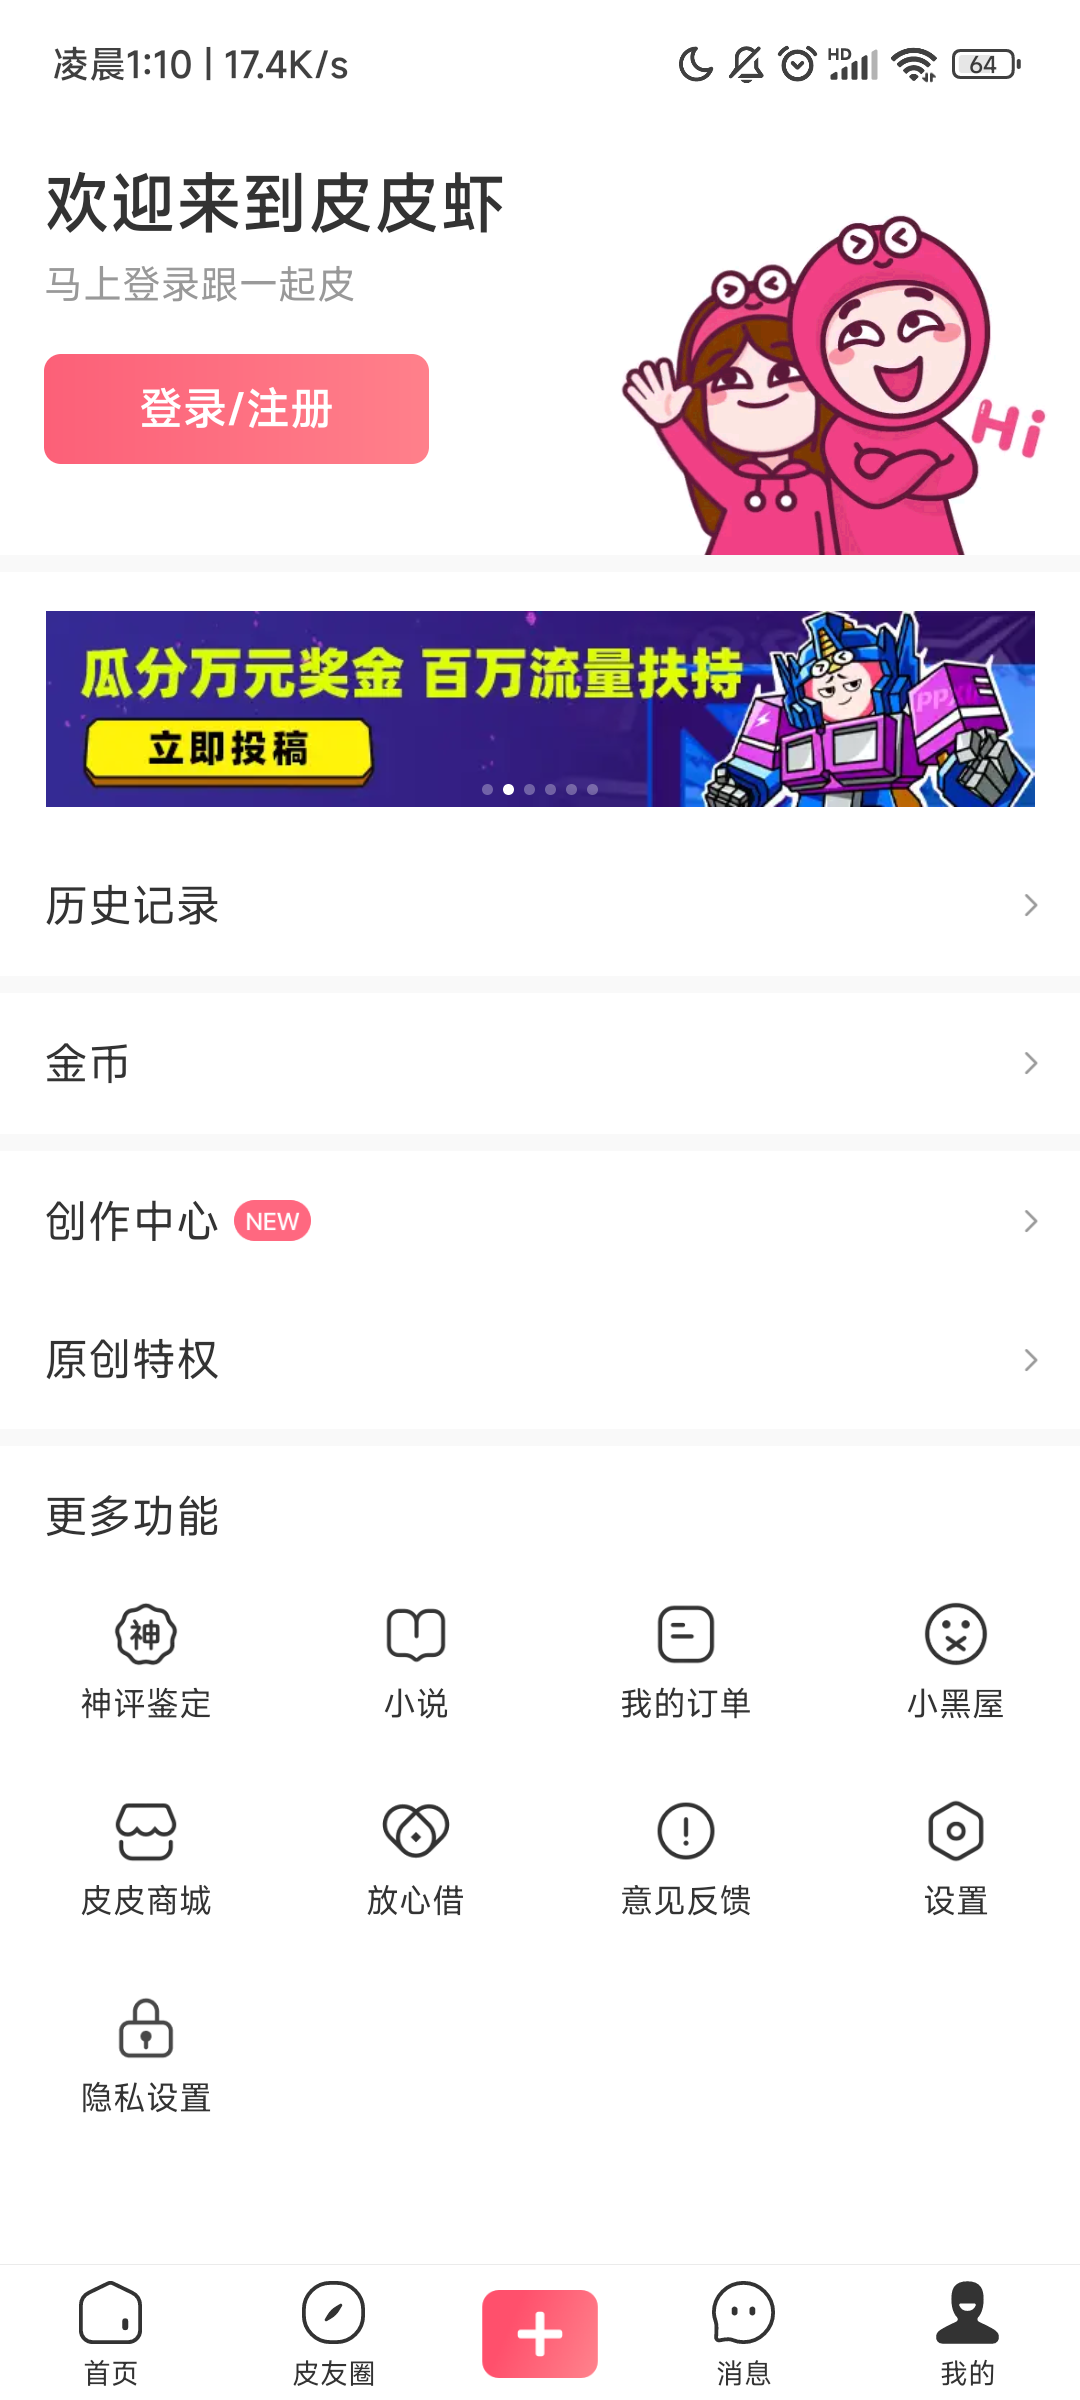 凌晨1:10 | 17.4K/s
HD
64
欢迎来到皮皮虾
马上登录跟一起皮
登录/注册
Hi
瓜分万元奖金 百万流量扶持
立即投稿
历史记录
金币
创作中心 NEW
原创特权
更多功能
神
神评鉴定 小说 我的订单 小黑屋
皮皮商城 放心借 意见反馈 设置
隐私设置
首页 皮友圈 消息 我的